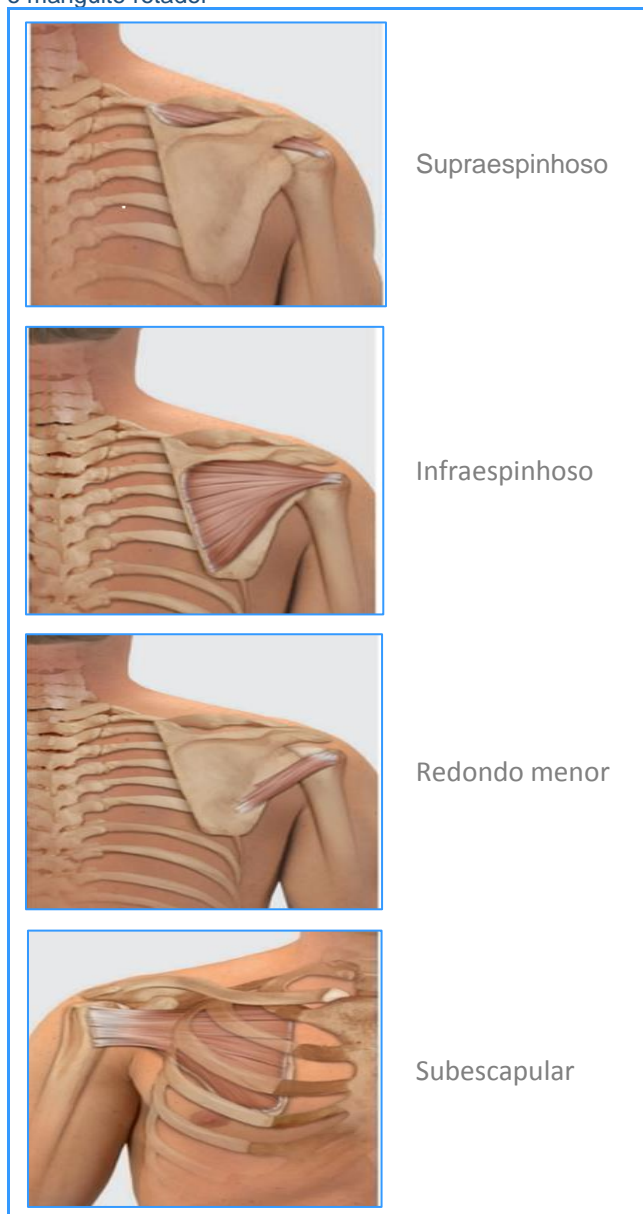 o manguito rotador
Supraespinhoso
Infraespinhoso
Redondo menor
Subescapular